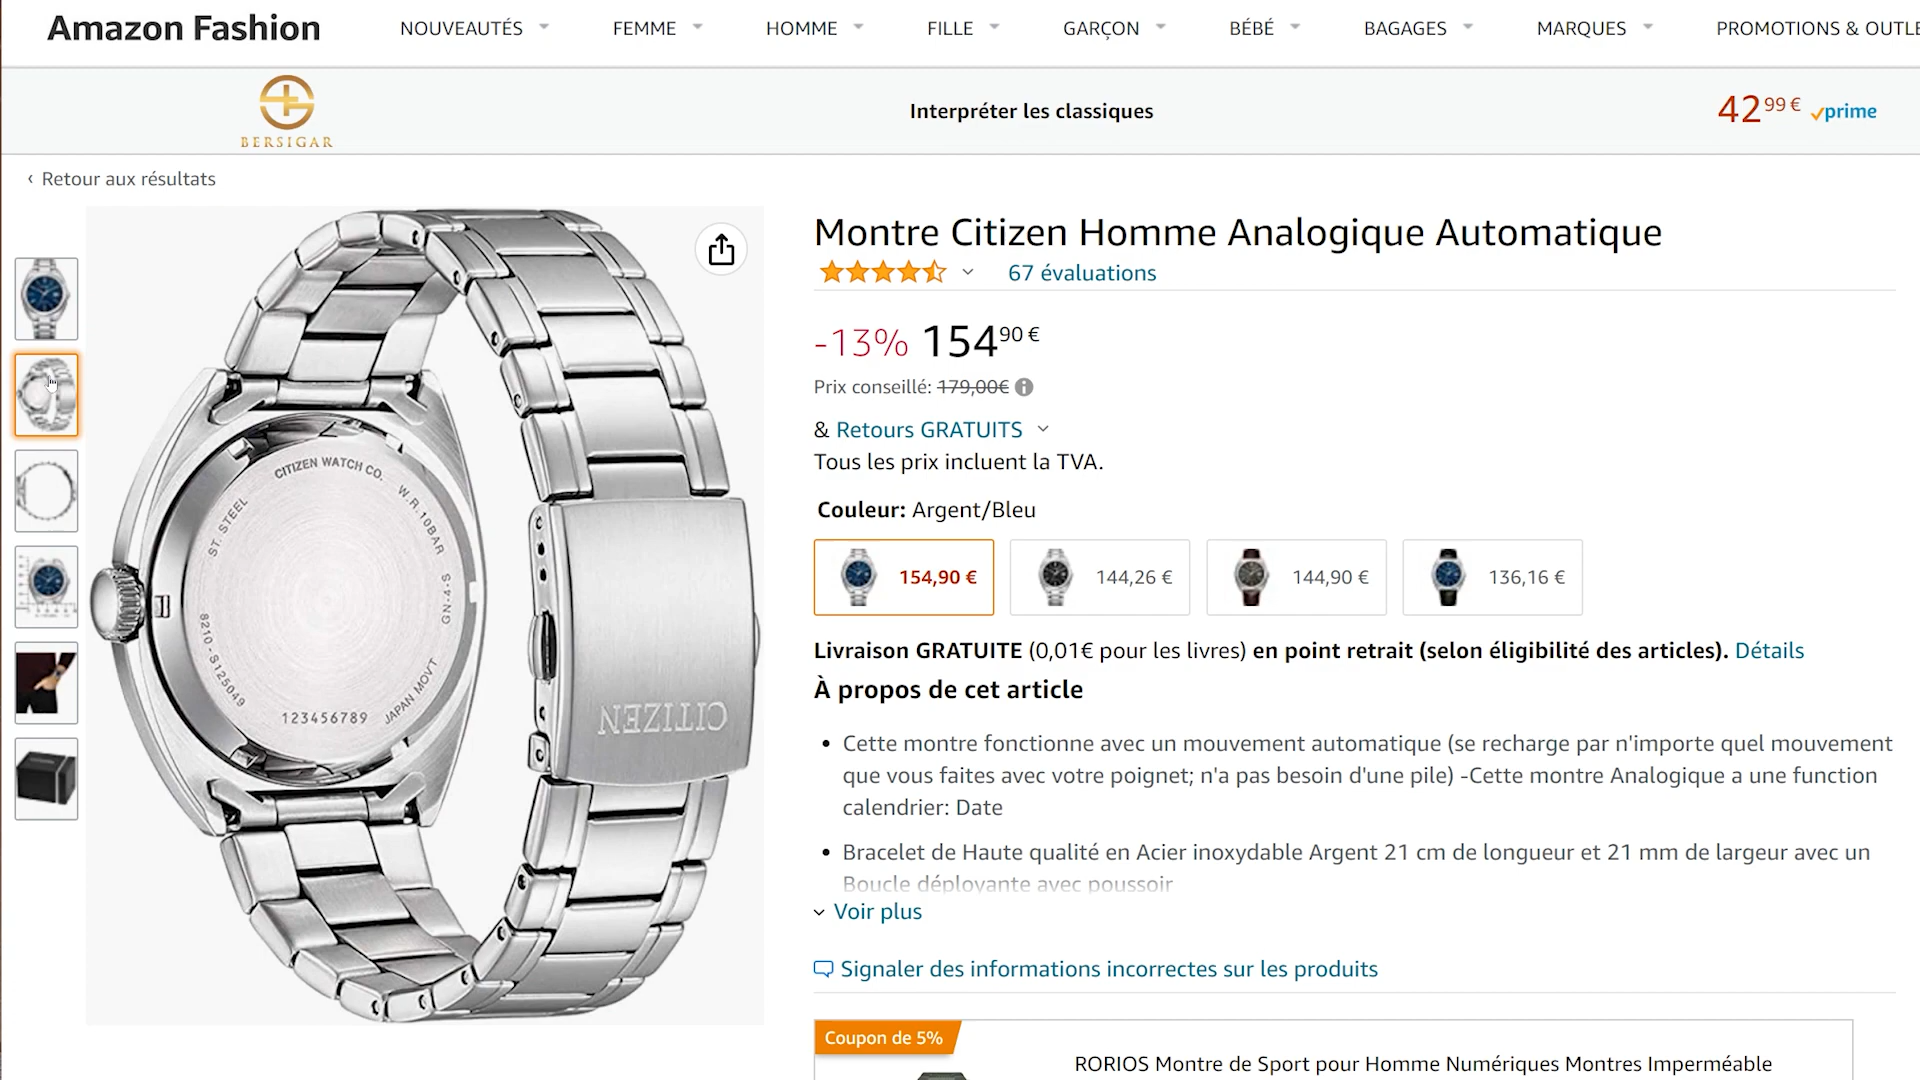 Amazon Fashion
NOUVEAUTÉS FEMME HOMME FILLE GARÇON BÉBÉ BAGAGES MARQUES PROMOTIONS & OUTLE
BERSIGAR
Interpréter les classiques
42 99 € prime
‹ Retour aux résultats
Montre Citizen Homme Analogique Automatique
67 évaluations
-13% 154 90 €
Prix conseillé: 179,00€
& Retours GRATUITS
Tous les prix incluent la TVA.
Couleur: Argent/Bleu
154,90 € 144,26 € 144,90 € 136,16 €
Livraison GRATUITE (0,01€ pour les livres) en point retrait (selon éligibilité des articles). Détails
À propos de cet article
• Cette montre fonctionne avec un mouvement automatique (se recharge par n'importe quel mouvement
que vous faites avec votre poignet; n'a pas besoin d'une pile) -Cette montre Analogique a une function
calendrier: Date
• Bracelet de Haute qualité en Acier inoxydable Argent 21 cm de longueur et 21 mm de largeur avec un
Boucle déployante avec poussoir
Voir plus
Signaler des informations incorrectes sur les produits
Coupon de 5%
RORIOS Montre de Sport pour Homme Numériques Montres Imperméable
CITIZEN WATCH CO.
W.R.10BAR
GN-4-S
JAPAN MOVT
123456789
8210-S125049
ST. STEEL
CITIZEN